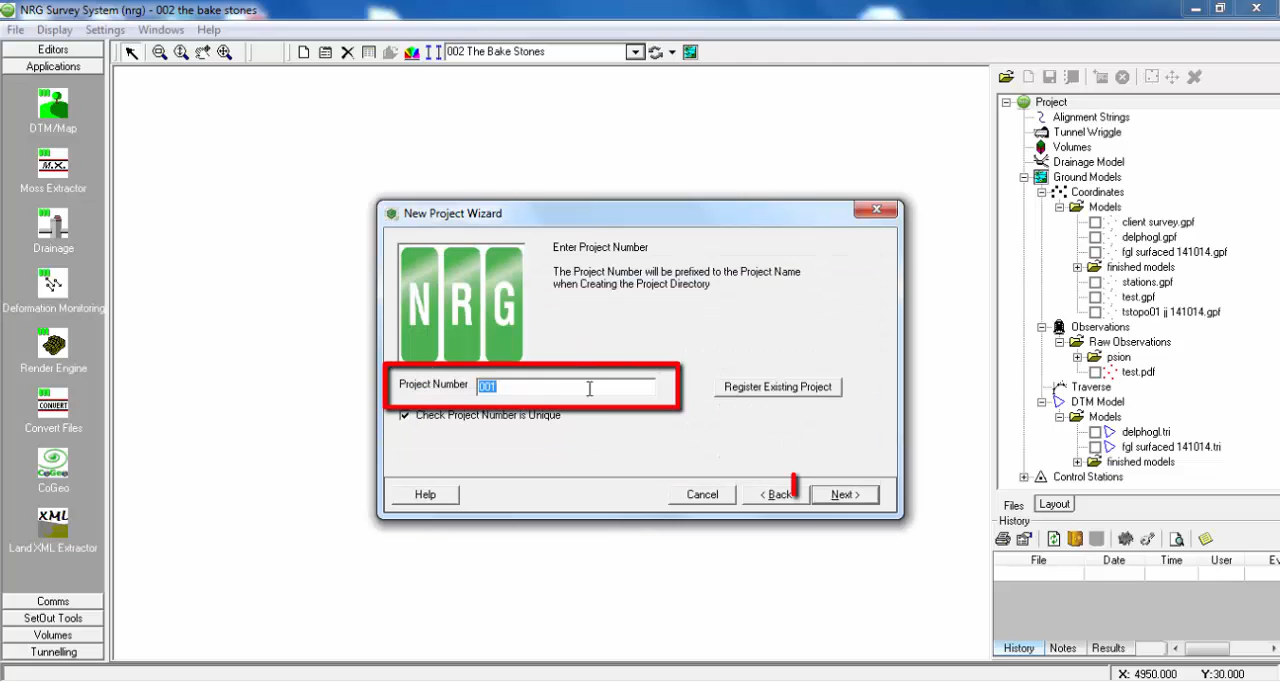 NRG Survey System (nrg) - 002 the bake stones
File Display Settings Windows Help
Editors
Applications
002 The Bake Stones
DTM/Map
Moss Extractor
Drainage
Deformation Monitoring
Render Engine
CONVERT
Convert Files
CoGeo
CoGo
XML
Land XML Extractor
Comms
SetOut Tools
Volumes
Tunnelling
New Project Wizard
NRG
Enter Project Number
The Project Number will be prefixed to the Project Name
when Creating the Project Directory
Project Number 001
Register Existing Project
Check Project Number is Unique
Help
Cancel
< Back
Next >
Project
Alignment Strings
Tunnel Wriggle
Volumes
Drainage Model
Ground Models
Coordinates
Models
client survey.gpf
delphogl.gpf
fgl surfaced 141014.gpf
finished models
stations.gpf
test.gpf
tstopo01 jj 141014.gpf
Observations
Raw Observations
psion
test.pdf
Traverse
DTM Model
Models
delphogl.tri
fgl surfaced 141014.tri
finished models
Control Stations
Files Layout
History
File Date Time User Ev
History Notes Results
X: 4950.000 Y:30.000